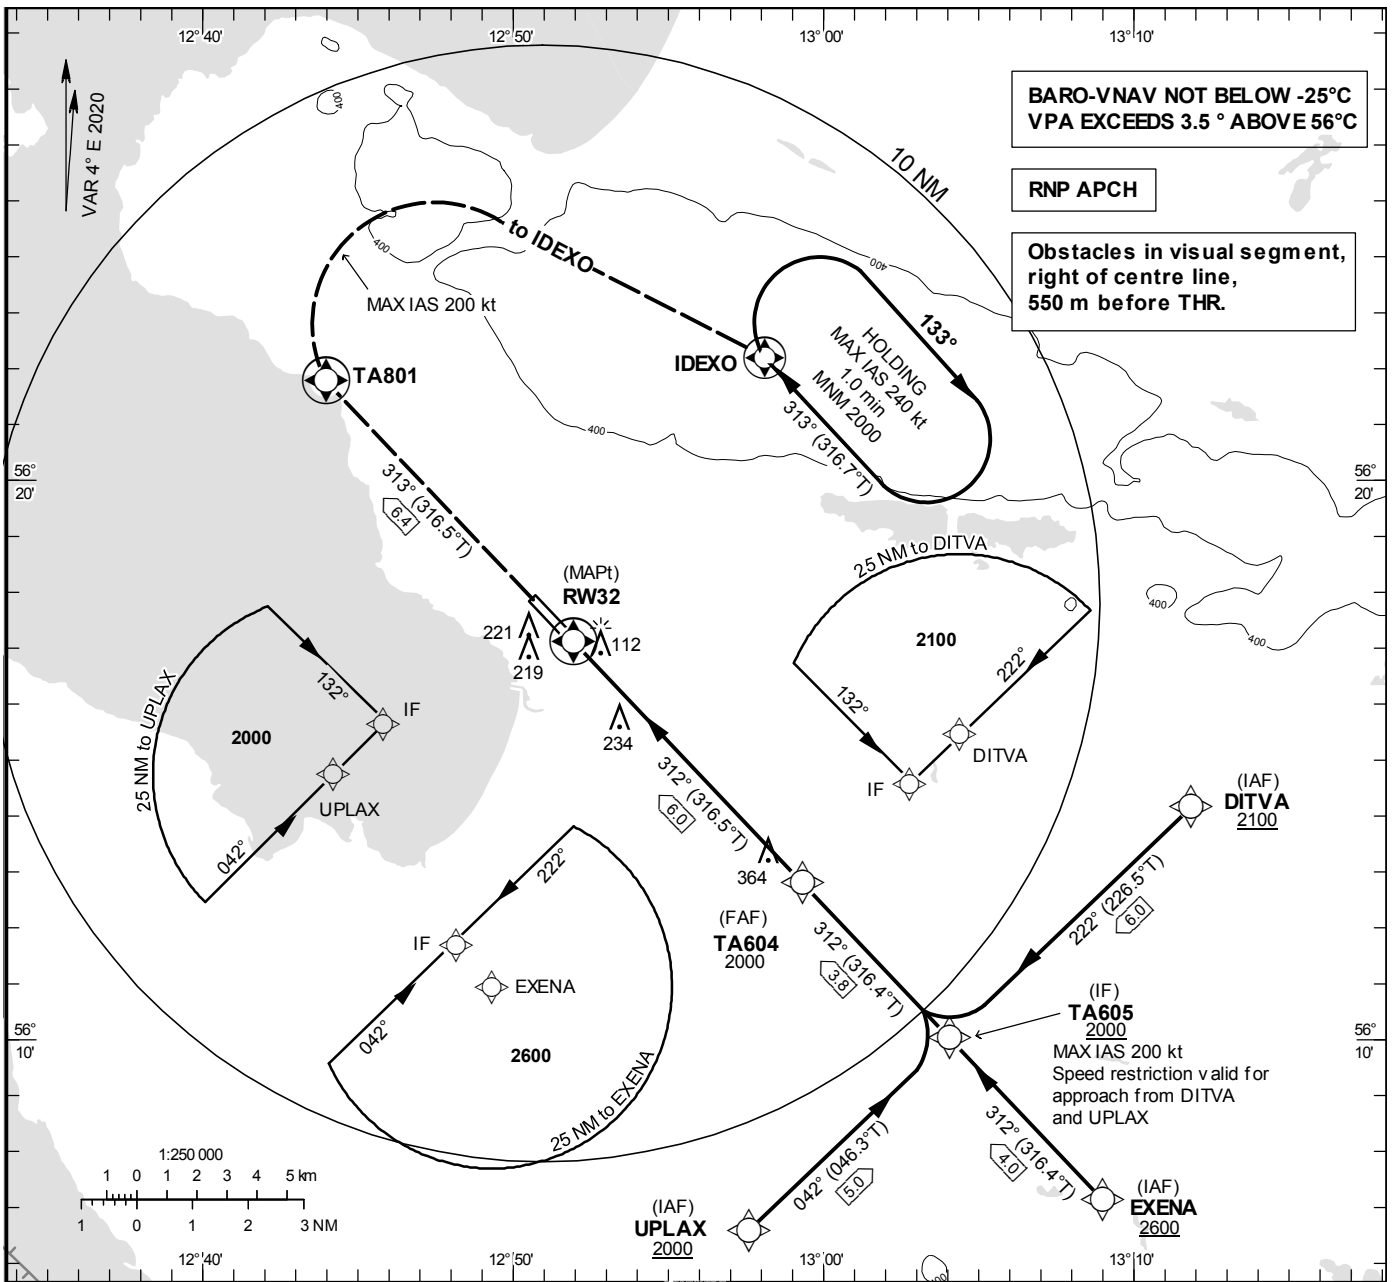 12°40'
12°50'
13°00'
13°10'
VAR 4° E 2020
10 NM
BARO-VNAV NOT BELOW -25°C
VPA EXCEEDS 3.5 ° ABOVE 56°C
RNP APCH
Obstacles in visual segment,
right of centre line,
550 m before THR.
400
400
400
400
400
400
to IDEXO
MAX IAS 200 kt
TA801
IDEXO
133°
HOLDING
MAX IAS 240 kt
1.0 min
MNM 2000
313° (316.7°T)
56°
20'
56°
20'
313° (316.5°T)
6.4
(MAPt)
RW32
221
219
112
234
25 NM to DITVA
2100
222°
132°
IF
DITVA
25 NM to UPLAX
2000
132°
IF
UPLAX
042°
312° (316.5°T)
6.0
364
(FAF)
TA604
2000
312° (316.4°T)
3.8
(IAF)
DITVA
2100
222° (226.5°T)
6.0
222°
IF
EXENA
042°
2600
25 NM to EXENA
56°
10'
56°
10'
(IF)
TA605
2000
MAX IAS 200 kt
Speed restriction valid for
approach from DITVA
and UPLAX
312° (316.4°T)
4.0
(IAF)
EXENA
2600
042° (046.3°T)
5.0
(IAF)
UPLAX
2000
1:250 000
1 0 1 2 3 4 5 km
1 0 1 2 3 NM
12°40'
12°50'
13°00'
13°10'